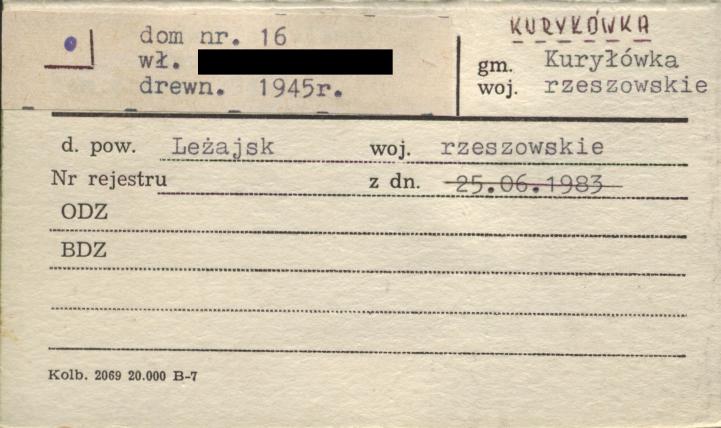 dom nr. 16
wł.
drewn. 1945r.
KURYŁÓWKA
gm. Kuryłówka
woj. rzeszowskie
d. pow. Leżajsk woj. rzeszowskie
Nr rejestru z dn. 25.06.1983
ODZ
BDZ
Kolb. 2069 20.000 B-7